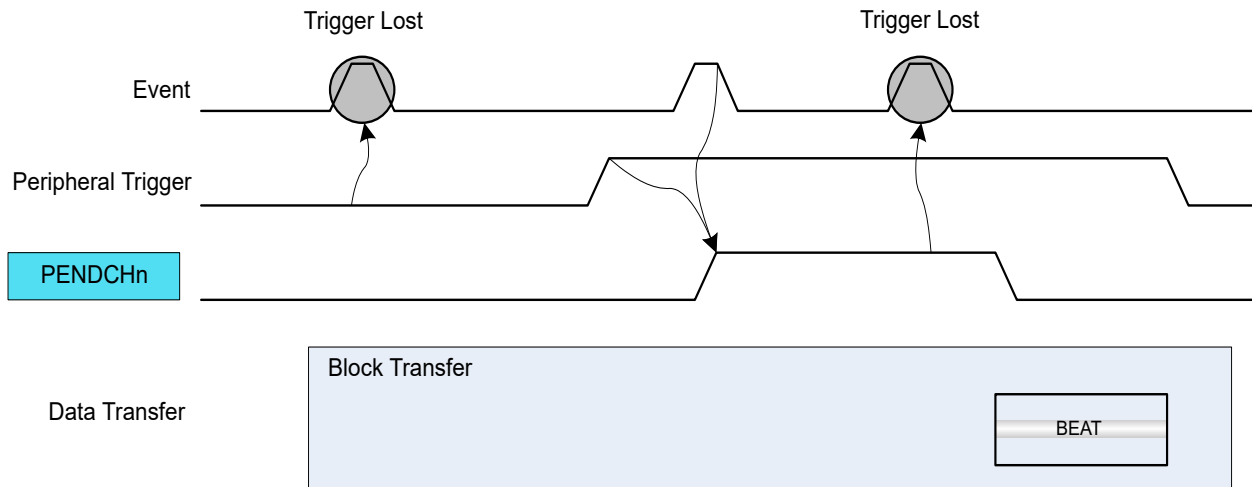 Trigger Lost
Trigger Lost
Event
Peripheral Trigger
PENDCHn
Block Transfer
Data Transfer
BEAT